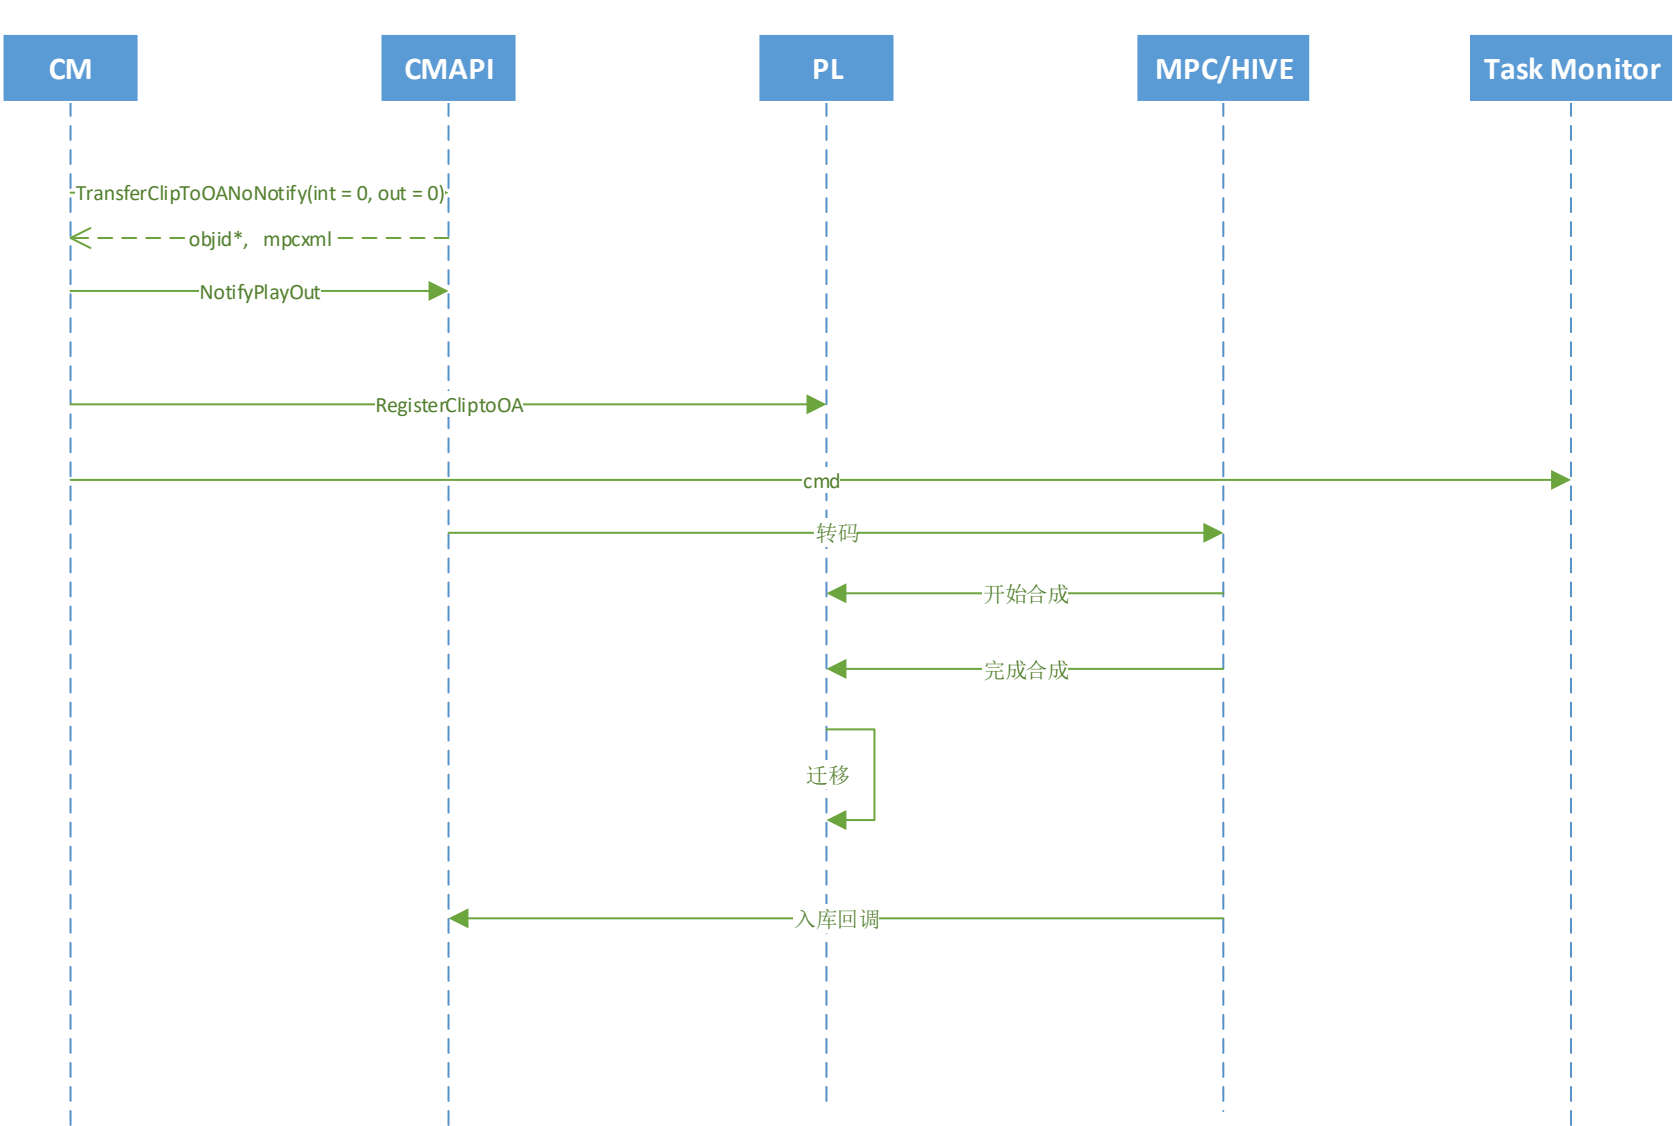 CM
CMAPI
PL
MPC/HIVE
Task Monitor
TransferClipToOANoNotify(int = 0, out = 0)
objid*, mpcxml
NotifyPlayOut
RegisterCliptoOA
cmd
转码
开始合成
完成合成
迁移
入库回调